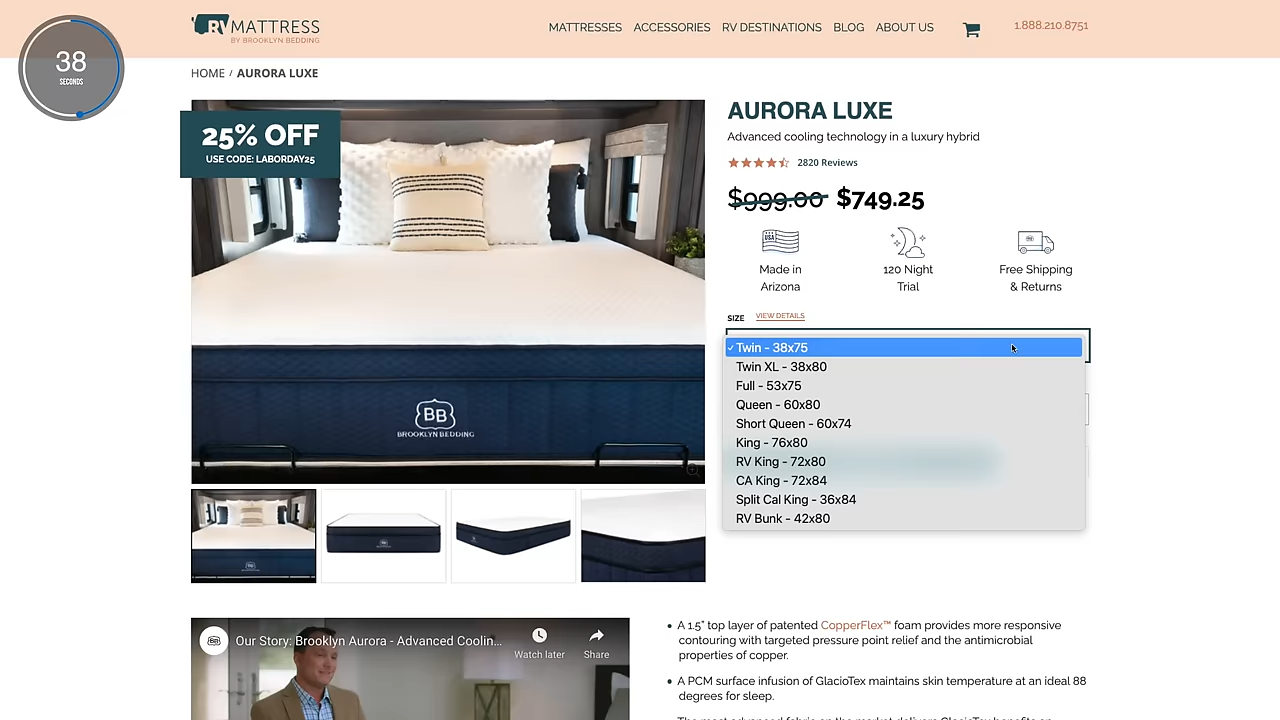 38
SECONDS
RV MATTRESS
BY BROOKLYN BEDDING
MATTRESSES ACCESSORIES RV DESTINATIONS BLOG ABOUT US
1.888.210.8751
HOME / AURORA LUXE
25% OFF
USE CODE: LABORDAY25
BB
BROOKLYN BEDDING
AURORA LUXE
Advanced cooling technology in a luxury hybrid
2820 Reviews
$999.00 $749.25
USA
Made in
Arizona
120 Night
Trial
Free Shipping
& Returns
SIZE VIEW DETAILS
✓ Twin - 38x75
Twin XL - 38x80
Full - 53x75
Queen - 60x80
Short Queen - 60x74
King - 76x80
RV King - 72x80
CA King - 72x84
Split Cal King - 36x84
RV Bunk - 42x80
BB
Our Story: Brooklyn Aurora - Advanced Coolin...
Watch later
Share
• A 1.5" top layer of patented CopperFlex™ foam provides more responsive
contouring with targeted pressure point relief and the antimicrobial
properties of copper.
• A PCM surface infusion of GlacioTex maintains skin temperature at an ideal 88
degrees for sleep.